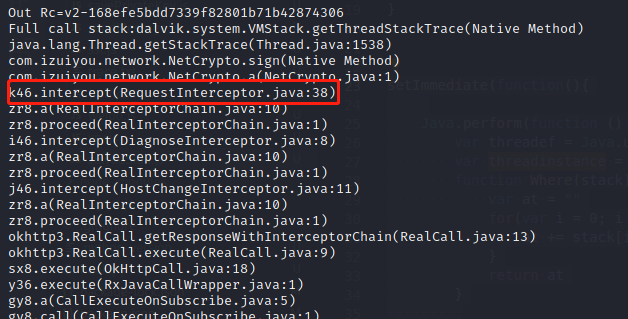 Out Rc=v2-168efe5bdd7339f82801b71b42874306
Full call stack:dalvik.system.VMStack.getThreadStackTrace(Native Method)
java.lang.Thread.getStackTrace(Thread.java:1538)
com.izuiyou.network.NetCrypto.sign(Native Method)
com.izuiyou.network.NetCrypto.a(NetCrypto.java:1)
k46.intercept(RequestInterceptor.java:38)
zr8.a(RealInterceptorChain.java:10)
zr8.proceed(RealInterceptorChain.java:1)
i46.intercept(DiagnoseInterceptor.java:8)
zr8.a(RealInterceptorChain.java:10)
zr8.proceed(RealInterceptorChain.java:1)
j46.intercept(HostChangeInterceptor.java:11)
zr8.a(RealInterceptorChain.java:10)
zr8.proceed(RealInterceptorChain.java:1)
okhttp3.RealCall.getResponseWithInterceptorChain(RealCall.java:13)
okhttp3.RealCall.execute(RealCall.java:9)
sx8.execute(OkHttpCall.java:18)
y36.execute(RxJavaCallWrapper.java:1)
gy8.a(CallExecuteOnSubscribe.java:5)
gy8.call(CallExecuteOnSubscribe.java:1)